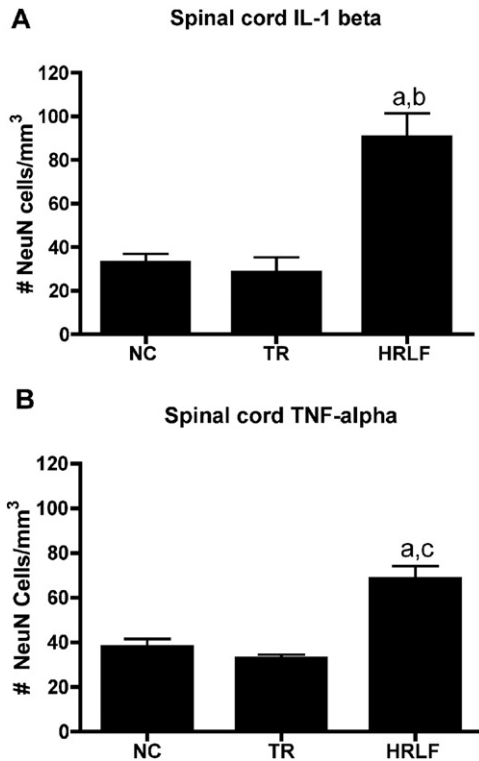 A
Spinal cord IL-1 beta
# NeuN cells/mm³
120
100
80
60
40
20
0
a,b
NC TR HRLF
B
Spinal cord TNF-alpha
# NeuN Cells/mm³
120
100
80
60
40
20
0
a,c
NC TR HRLF